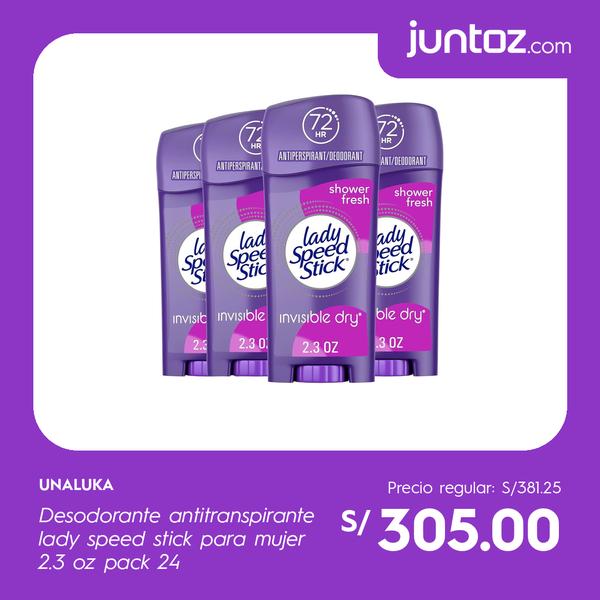 juntoz.com
72
HR
72
HR
ANTIPERSPIRANT/DEODORANT
ANTIPERSPIRANT/DEODORANT
shower
fresh
shower
fresh
lady
Speed
Stick
lady
Speed
Stick
invisible dry
invisible dry
2.3 OZ
2.3 OZ
UNALUKA
Desodorante antitranspirante
lady speed stick para mujer
2.3 oz pack 24
Precio regular: S/381.25
S/305.00